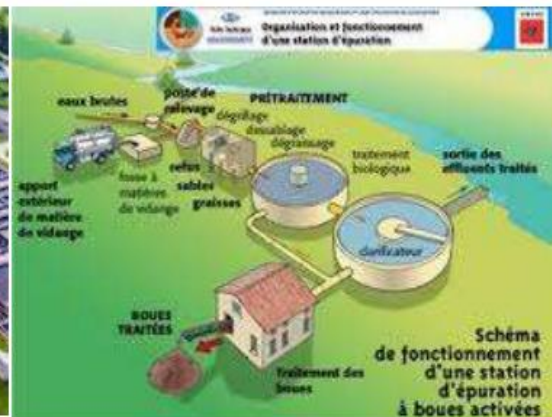 Organisation et fonctionnement
d'une station d'épuration
eaux brutes
poste de
relevage
PRÉTRAITEMENT
dégrillage
dessablage
dégraissage
traitement
biologique
sortie des
effluents traités
apport
extérieur
de matière
de vidange
fosse à
matières
de vidange
refus
sables
graisses
clarificateur
BOUES
TRAITÉES
Traitement des
boues
Schéma
de fonctionnement
d'une station
d'épuration
à boues activées